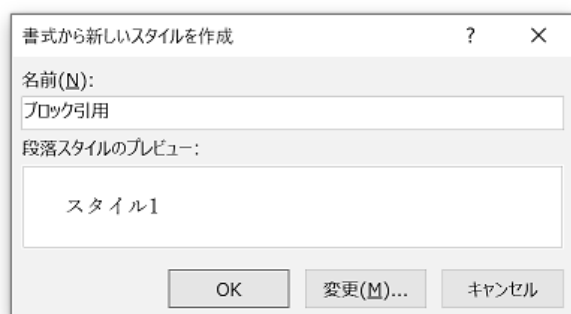 書式から新しいスタイルを作成 ? ×
名前(N):
ブロック引用
段落スタイルのプレビュー:
スタイル1
OK 変更(M)... キャンセル